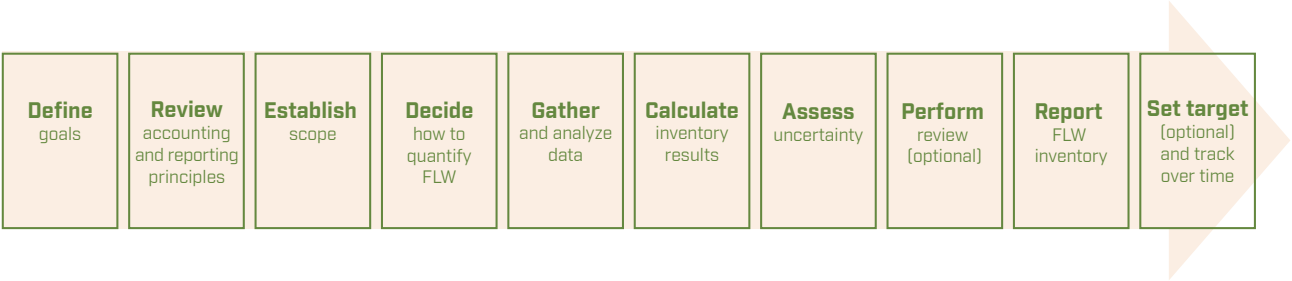 Define
goals
Review
accounting
and reporting
principles
Establish
scope
Decide
how to
quantify
FLW
Gather
and analyze
data
Calculate
inventory
results
Assess
uncertainty
Perform
review
(optional)
Report
FLW
inventory
Set target
(optional)
and track
over time